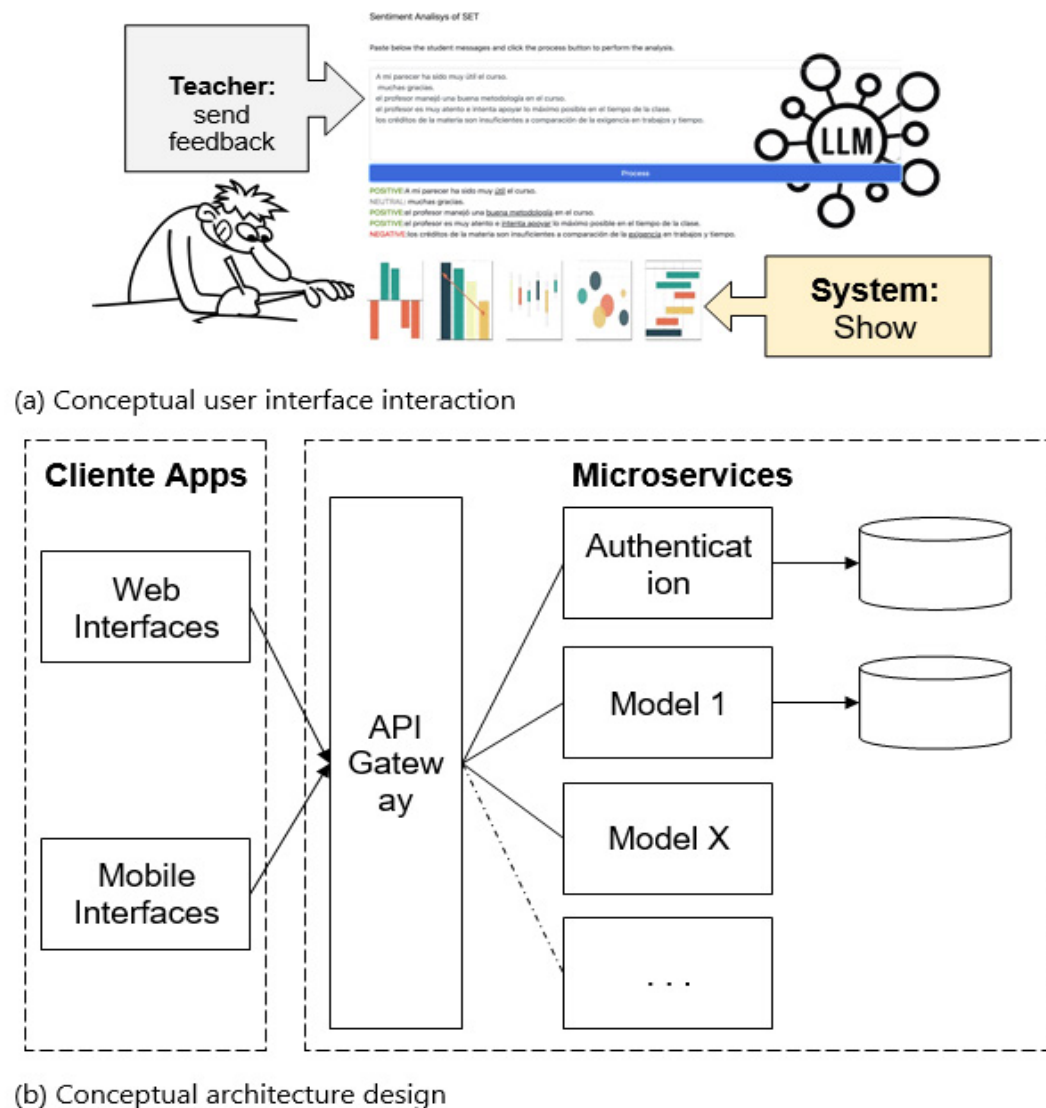 Sentiment Analisys of SET
Paste below the student messages and click the process button to perform the analysis.
Teacher:
send
feedback
A mi parecer ha sido muy útil el curso.
muchas gracias.
el profesor manejó una buena metodología en el curso.
el profesor es muy atento e intenta apoyar lo máximo posible en el tiempo de la clase.
los créditos de la materia son insuficientes a comparación de la exigencia en trabajos y tiempo.
LLM
Process
POSITIVE:A mi parecer ha sido muy útil el curso.
NEUTRAL: muchas gracias.
POSITIVE:el profesor manejó una buena metodología en el curso.
POSITIVE:el profesor es muy atento e intenta apoyar lo máximo posible en el tiempo de la clase.
NEGATIVE:los créditos de la materia son insuficientes a comparación de la exigencia en trabajos y tiempo.
System:
Show
(a) Conceptual user interface interaction
Cliente Apps
Microservices
Web
Interfaces
Mobile
Interfaces
API
Gatew
ay
Authenticat
ion
Model 1
Model X
. . .
(b) Conceptual architecture design